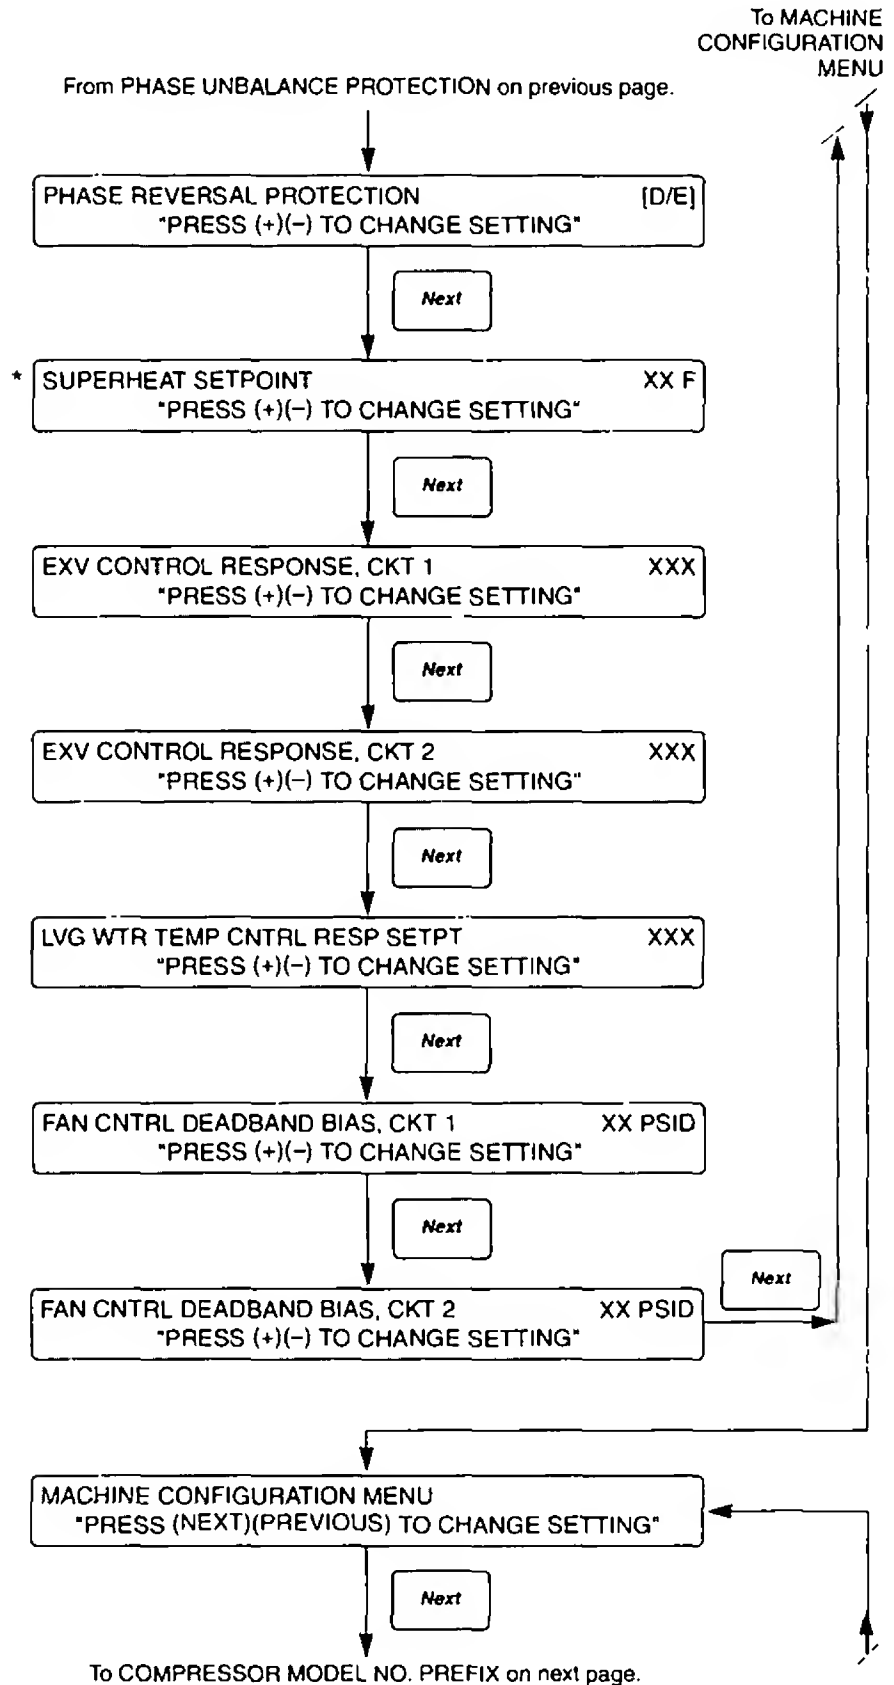 To MACHINE
CONFIGURATION
MENU
From PHASE UNBALANCE PROTECTION on previous page.
PHASE REVERSAL PROTECTION [D/E]
"PRESS (+)(−) TO CHANGE SETTING"
Next
* SUPERHEAT SETPOINT XX F
"PRESS (+)(−) TO CHANGE SETTING"
Next
EXV CONTROL RESPONSE, CKT 1 XXX
"PRESS (+)(−) TO CHANGE SETTING"
Next
EXV CONTROL RESPONSE, CKT 2 XXX
"PRESS (+)(−) TO CHANGE SETTING"
Next
LVG WTR TEMP CNTRL RESP SETPT XXX
"PRESS (+)(−) TO CHANGE SETTING"
Next
FAN CNTRL DEADBAND BIAS, CKT 1 XX PSID
"PRESS (+)(−) TO CHANGE SETTING"
Next
Next
FAN CNTRL DEADBAND BIAS, CKT 2 XX PSID
"PRESS (+)(−) TO CHANGE SETTING"
MACHINE CONFIGURATION MENU
"PRESS (NEXT)(PREVIOUS) TO CHANGE SETTING"
Next
To COMPRESSOR MODEL NO. PREFIX on next page.